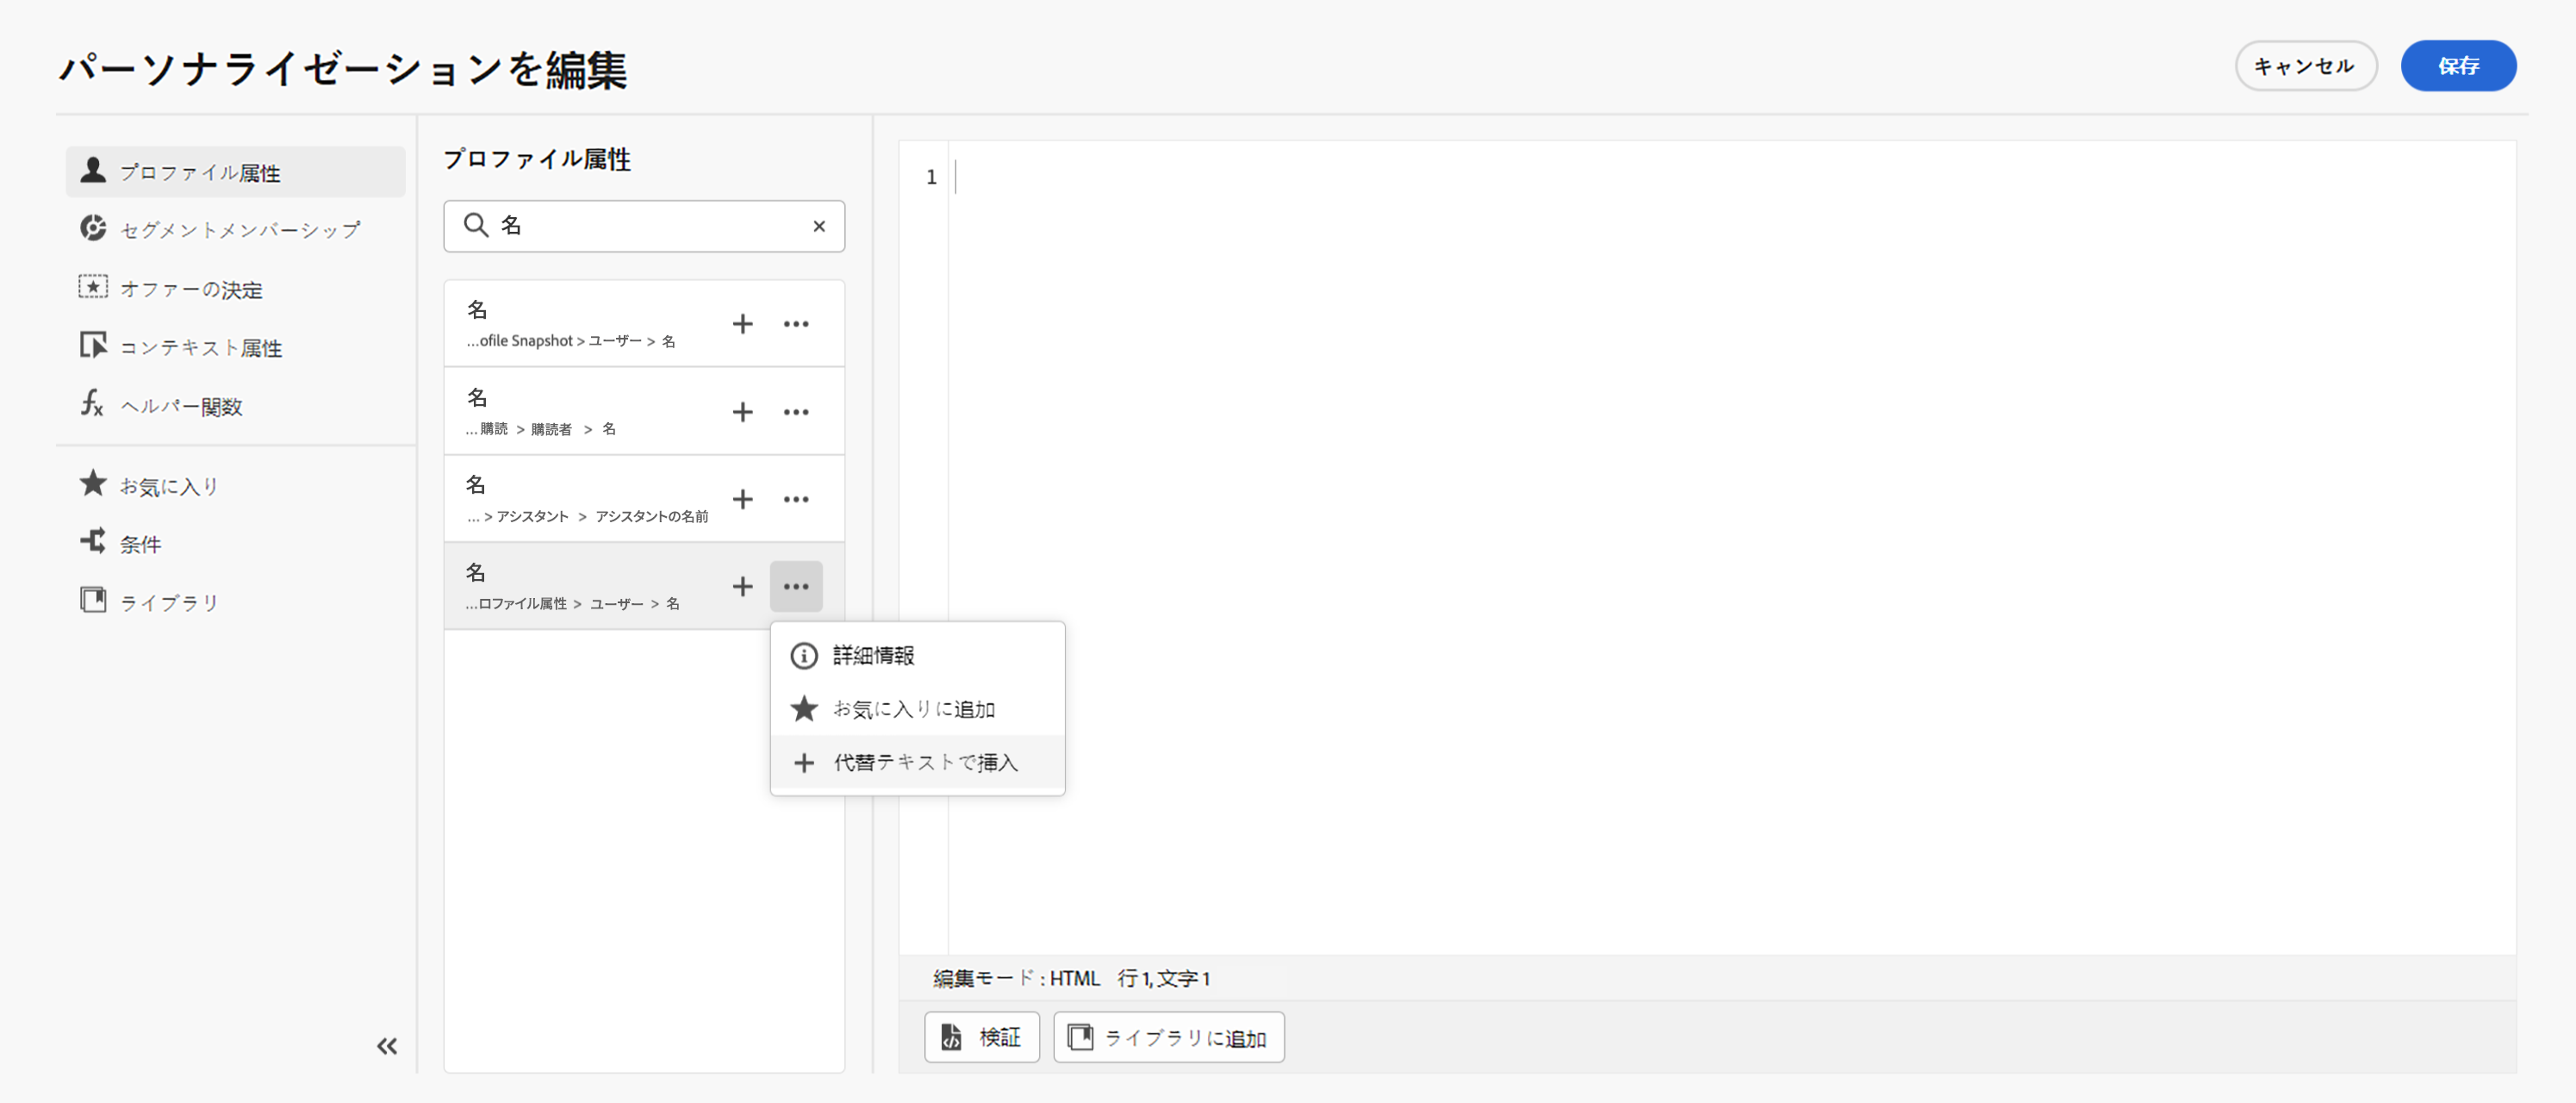 パーソナライゼーションを編集
キャンセル
保存
プロファイル属性
セグメントメンバーシップ
オファーの決定
コンテキスト属性
ヘルパー関数
お気に入り
条件
ライブラリ
プロファイル属性
名
名
...ofile Snapshot > ユーザー > 名
名
... 購読 > 購読者 > 名
名
... > アシスタント > アシスタントの名前
名
...ロファイル属性 > ユーザー > 名
詳細情報
お気に入りに追加
代替テキストで挿入
1
編集モード : HTML 行 1, 文字 1
検証
ライブラリに追加